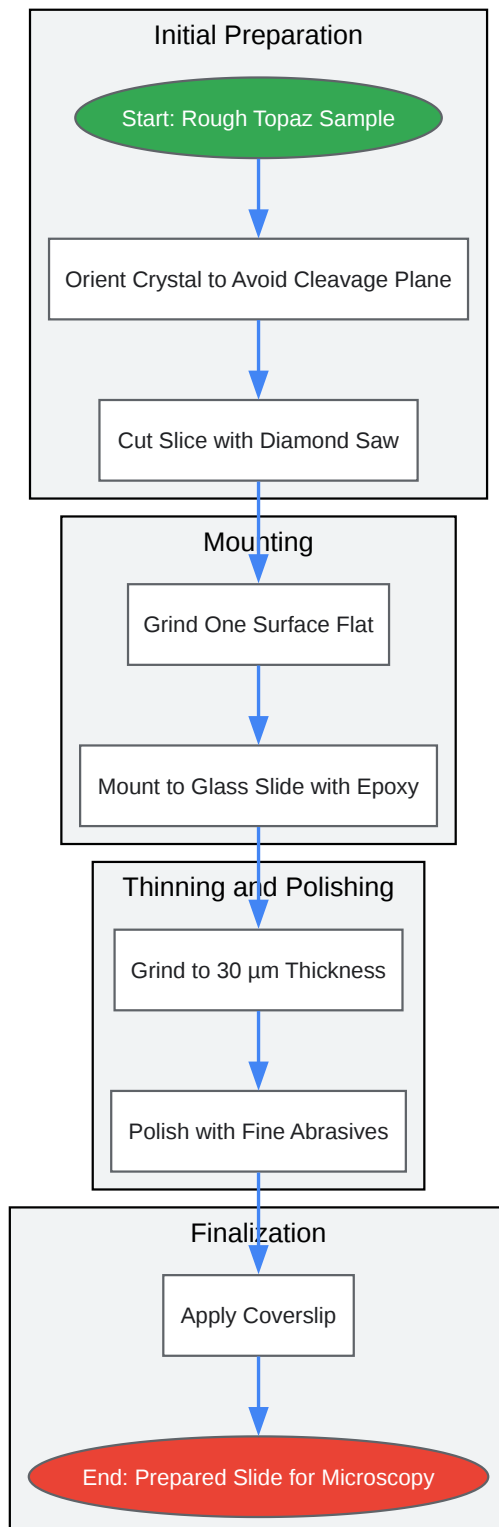 Initial Preparation
Start: Rough Topaz Sample
Orient Crystal to Avoid Cleavage Plane
Cut Slice with Diamond Saw
Mounting
Grind One Surface Flat
Mount to Glass Slide with Epoxy
Thinning and Polishing
Grind to 30 µm Thickness
Polish with Fine Abrasives
Finalization
Apply Coverslip
End: Prepared Slide for Microscopy